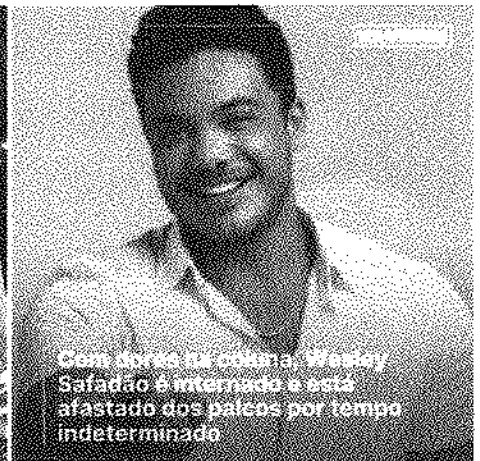 Com dores na coluna, Wesley
Safadão é internado e está
afastado dos palcos por tempo
indeterminado